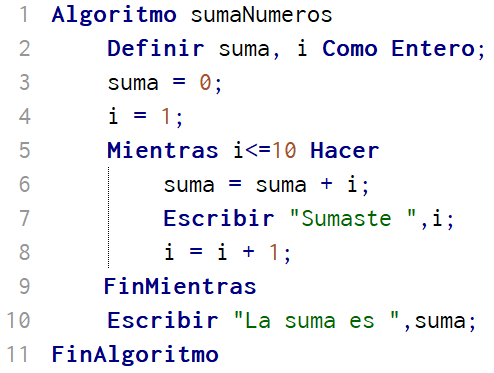 1 Algoritmo sumaNumeros
2 Definir suma, i Como Entero;
3 suma = 0;
4 i = 1;
5 Mientras i<=10 Hacer
6 suma = suma + i;
7 Escribir "Sumaste ",i;
8 i = i + 1;
9 FinMientras
10 Escribir "La suma es ",suma;
11 FinAlgoritmo